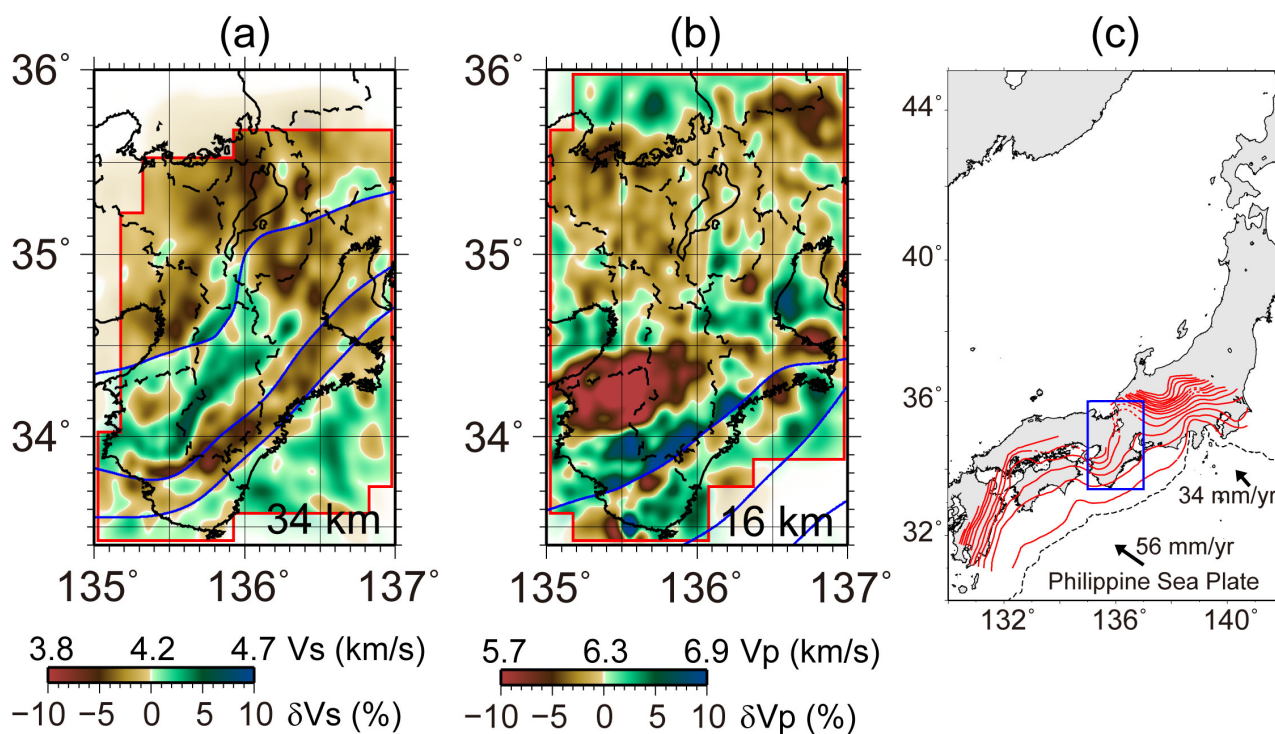 (a)
(b)
(c)
36°
35°
34°
135°
136°
137°
34 km
36°
35°
34°
135°
136°
137°
16 km
44°
40°
36°
32°
132°
136°
140°
34 mm/yr
56 mm/yr
Philippine Sea Plate
3.8 4.2 4.7 Vs (km/s)
−10 −5 0 5 10 δVs (%)
5.7 6.3 6.9 Vp (km/s)
−10 −5 0 5 10 δVp (%)